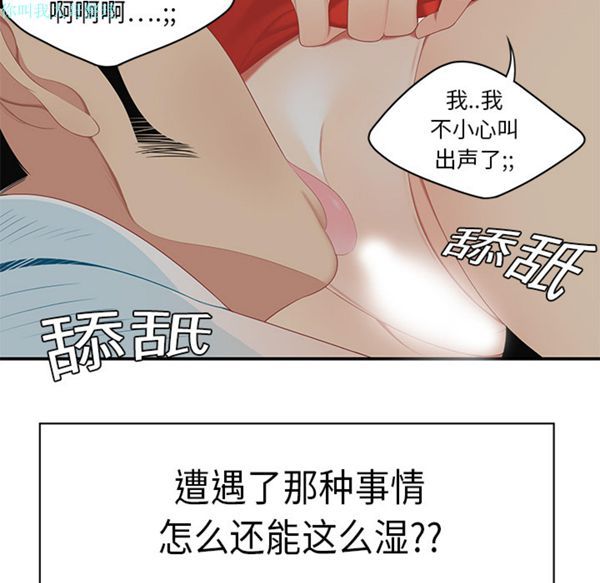 啊啊啊....;;
我..我
不小心叫
出声了;;
舔舐
舔舐
遭遇了那种事情
怎么还能这么湿??